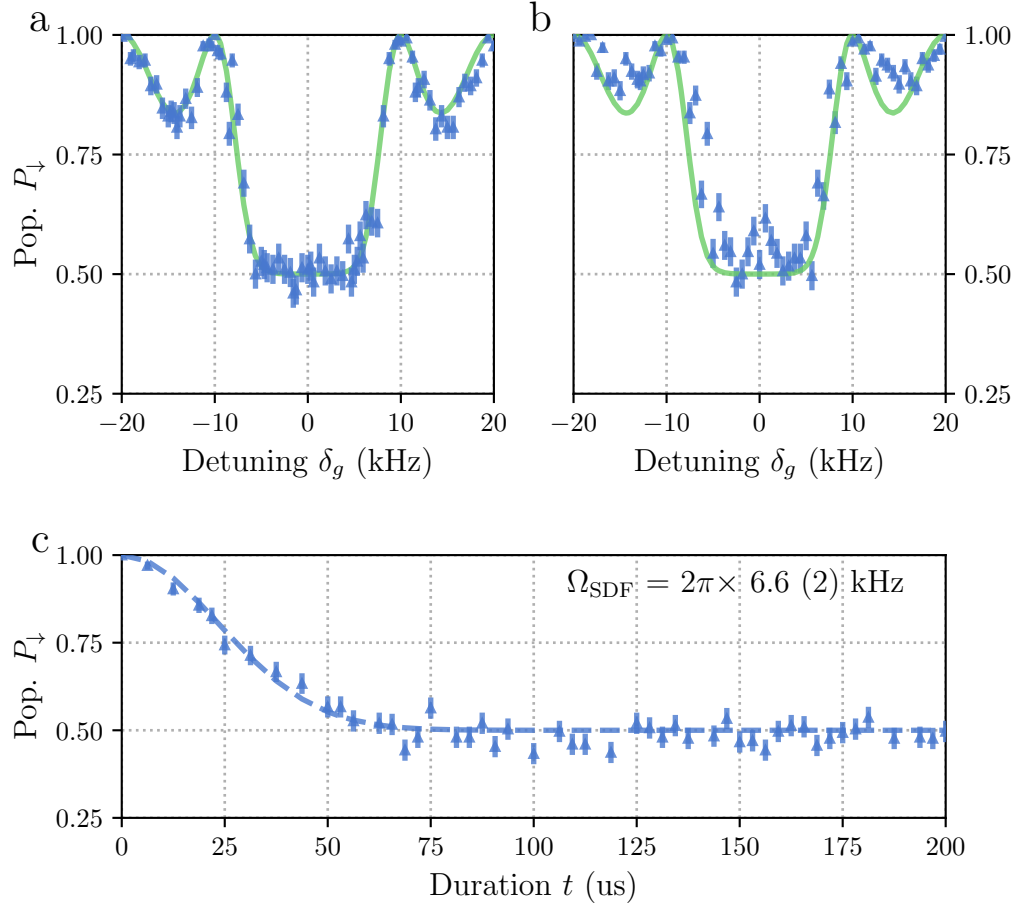 a b
1.00 1.00
0.75 0.75
0.50 0.50
0.25 0.25
Pop. P↓
−20 −10 0 10 20 −20 −10 0 10 20
Detuning δg (kHz) Detuning δg (kHz)
c
Ω_SDF = 2π× 6.6 (2) kHz
1.00
0.75
0.50
0.25
Pop. P↓
0 25 50 75 100 125 150 175 200
Duration t (us)